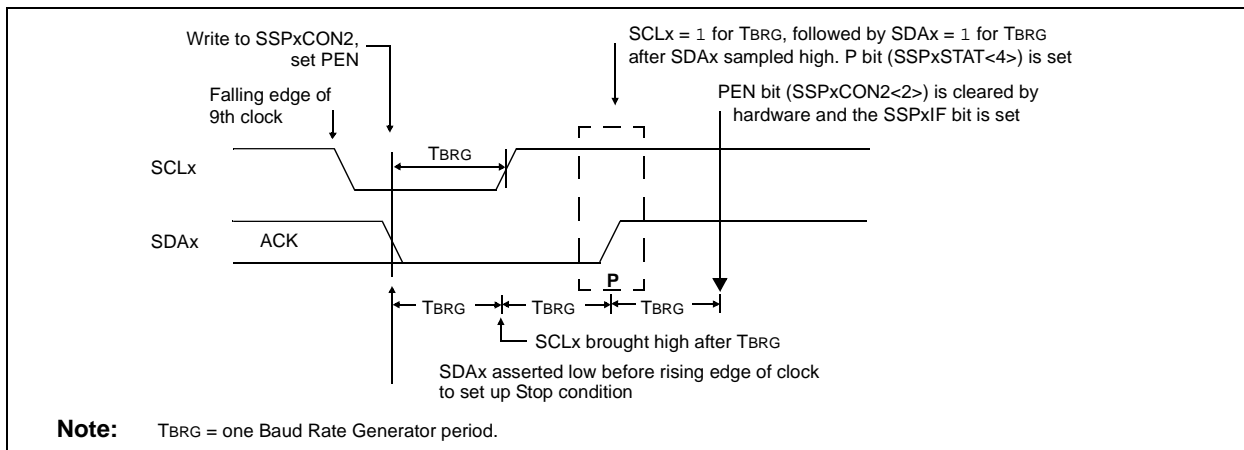 Write to SSPxCON2,
set PEN
SCLx = 1 for TBRG, followed by SDAx = 1 for TBRG
after SDAx sampled high. P bit (SSPxSTAT<4>) is set
Falling edge of
9th clock
PEN bit (SSPxCON2<2>) is cleared by
hardware and the SSPxIF bit is set
TBRG
SCLx
SDAx
ACK
P
TBRG
TBRG
TBRG
SCLx brought high after TBRG
SDAx asserted low before rising edge of clock
to set up Stop condition
Note: TBRG = one Baud Rate Generator period.